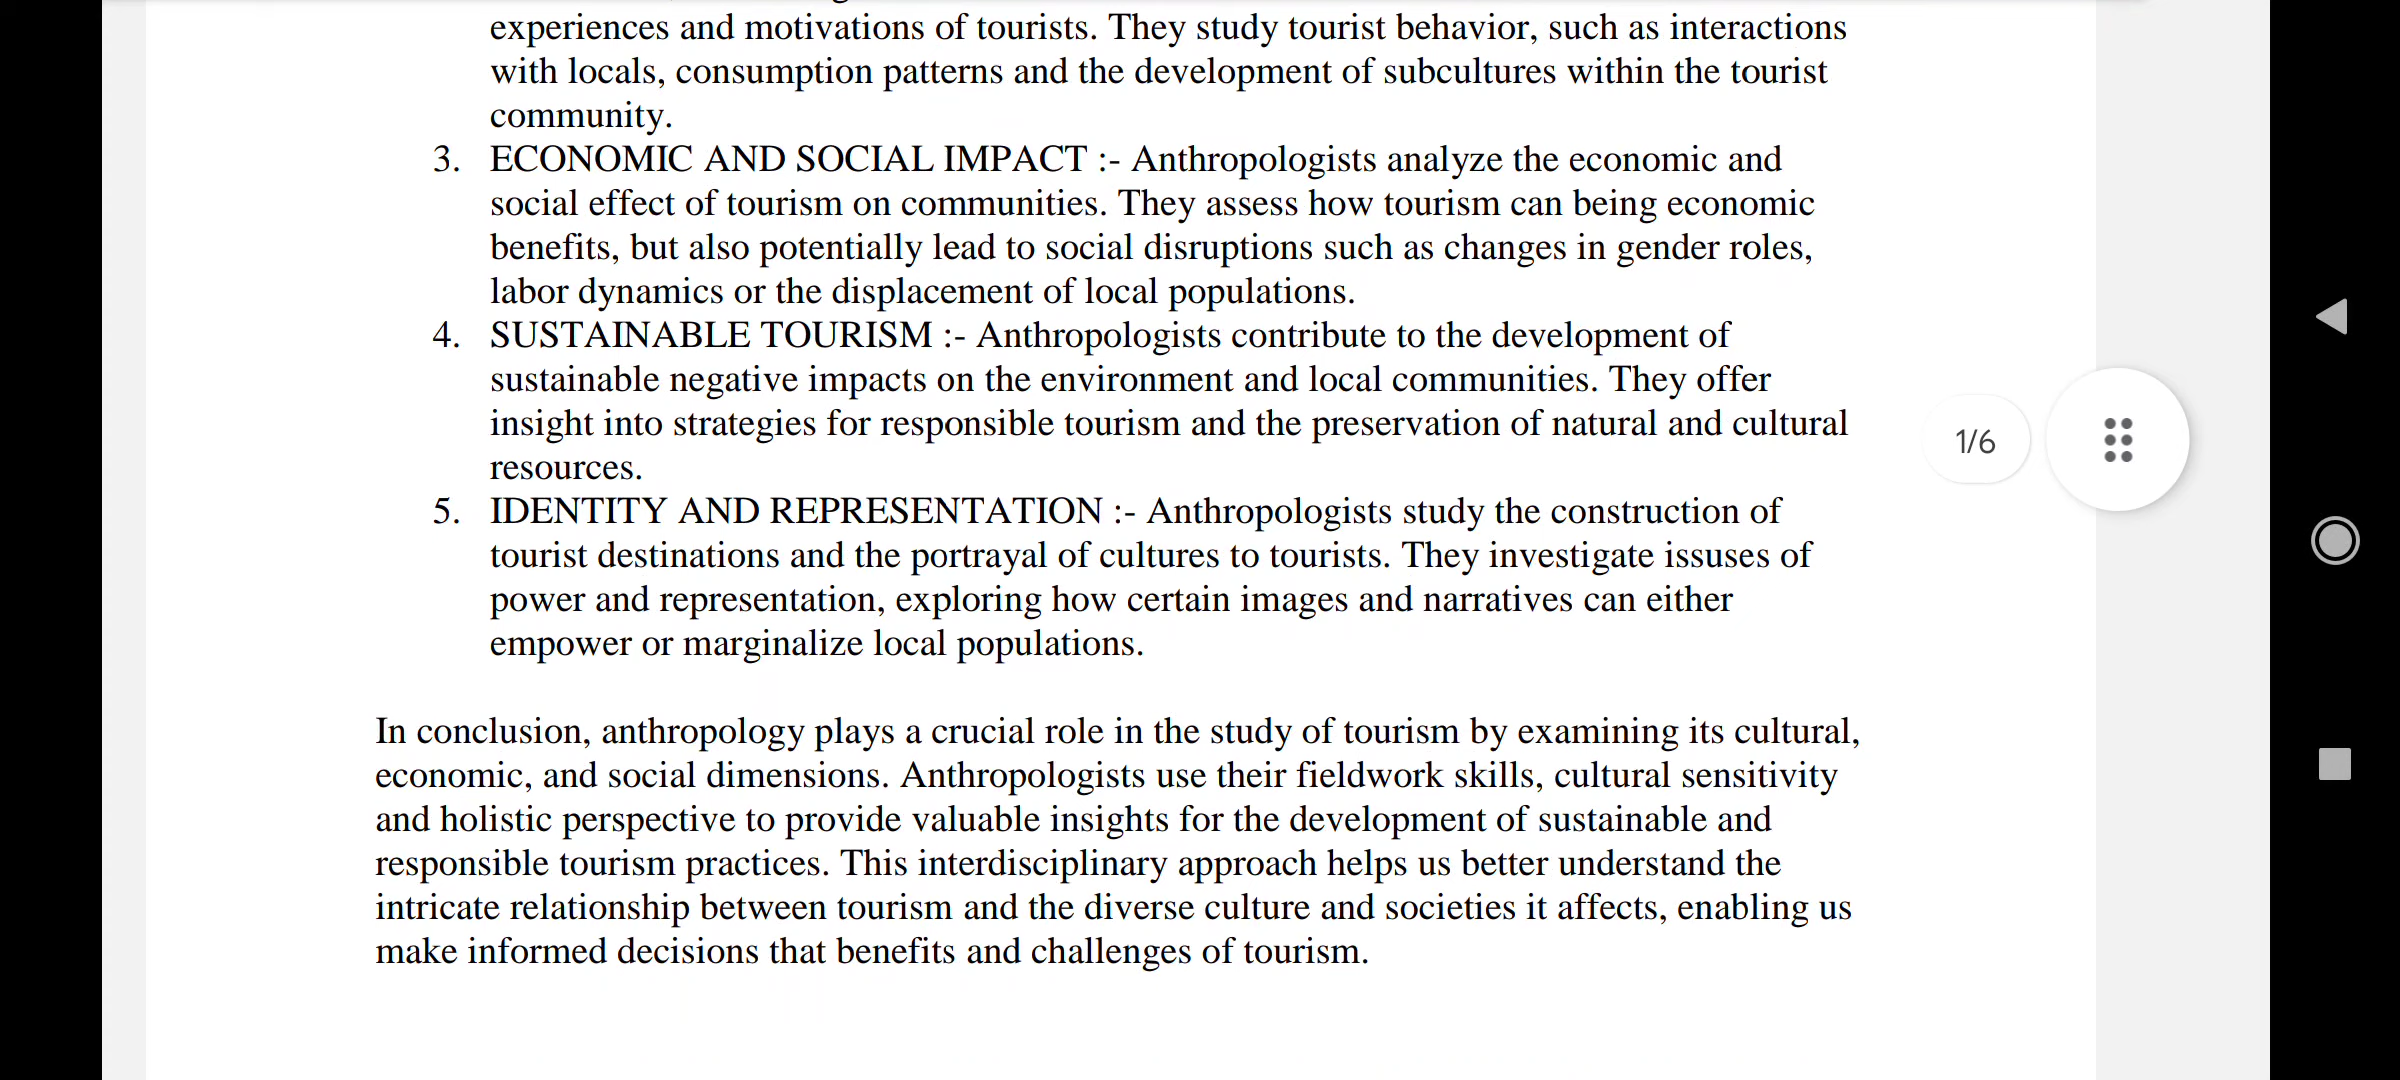 experiences and motivations of tourists. They study tourist behavior, such as interactions
with locals, consumption patterns and the development of subcultures within the tourist
community.
3. ECONOMIC AND SOCIAL IMPACT :- Anthropologists analyze the economic and
social effect of tourism on communities. They assess how tourism can being economic
benefits, but also potentially lead to social disruptions such as changes in gender roles,
labor dynamics or the displacement of local populations.
4. SUSTAINABLE TOURISM :- Anthropologists contribute to the development of
sustainable negative impacts on the environment and local communities. They offer
insight into strategies for responsible tourism and the preservation of natural and cultural
resources.
5. IDENTITY AND REPRESENTATION :- Anthropologists study the construction of
tourist destinations and the portrayal of cultures to tourists. They investigate issuses of
power and representation, exploring how certain images and narratives can either
empower or marginalize local populations.
In conclusion, anthropology plays a crucial role in the study of tourism by examining its cultural,
economic, and social dimensions. Anthropologists use their fieldwork skills, cultural sensitivity
and holistic perspective to provide valuable insights for the development of sustainable and
responsible tourism practices. This interdisciplinary approach helps us better understand the
intricate relationship between tourism and the diverse culture and societies it affects, enabling us
make informed decisions that benefits and challenges of tourism.
1/6